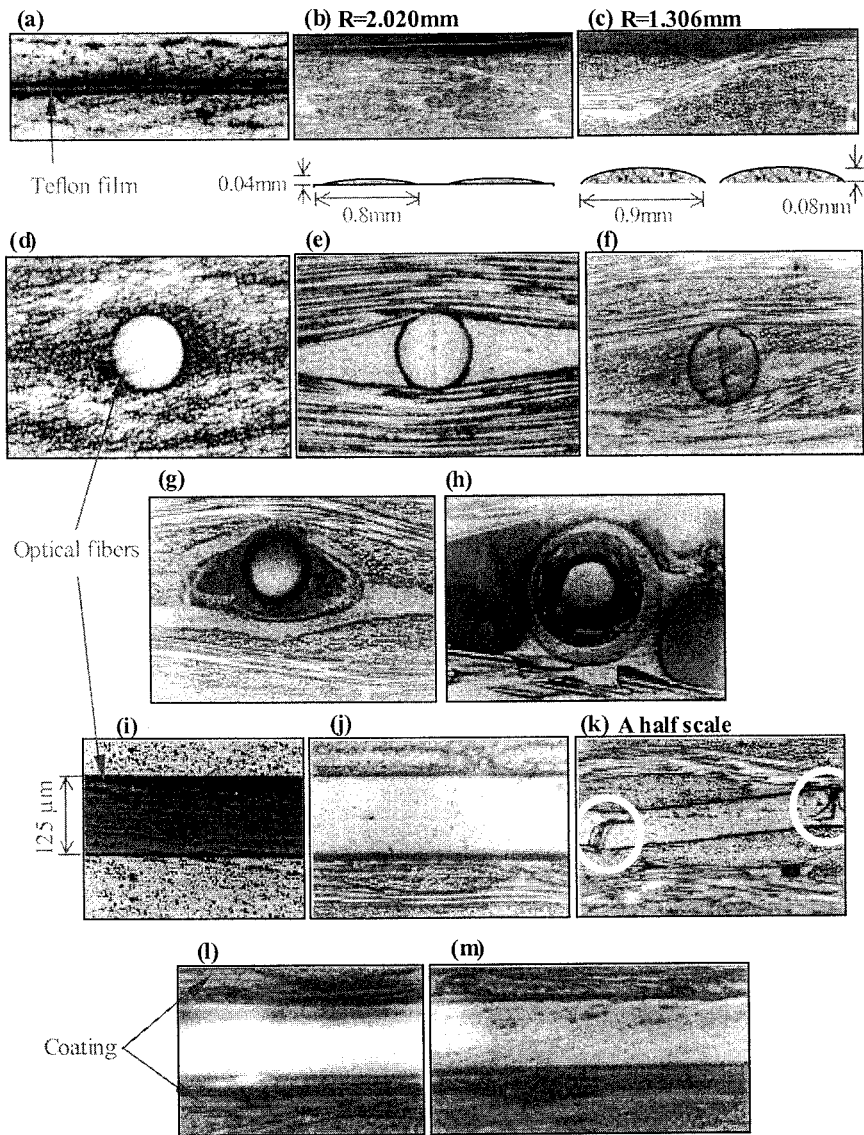 (a)
(b) R=2.020mm
(c) R=1.306mm
Teflon film
0.04mm
0.8mm
0.9mm
0.08mm
(d)
(e)
(f)
(g)
(h)
Optical fibers
(i)
(j)
(k) A half scale
125 μm
(l)
(m)
Coating